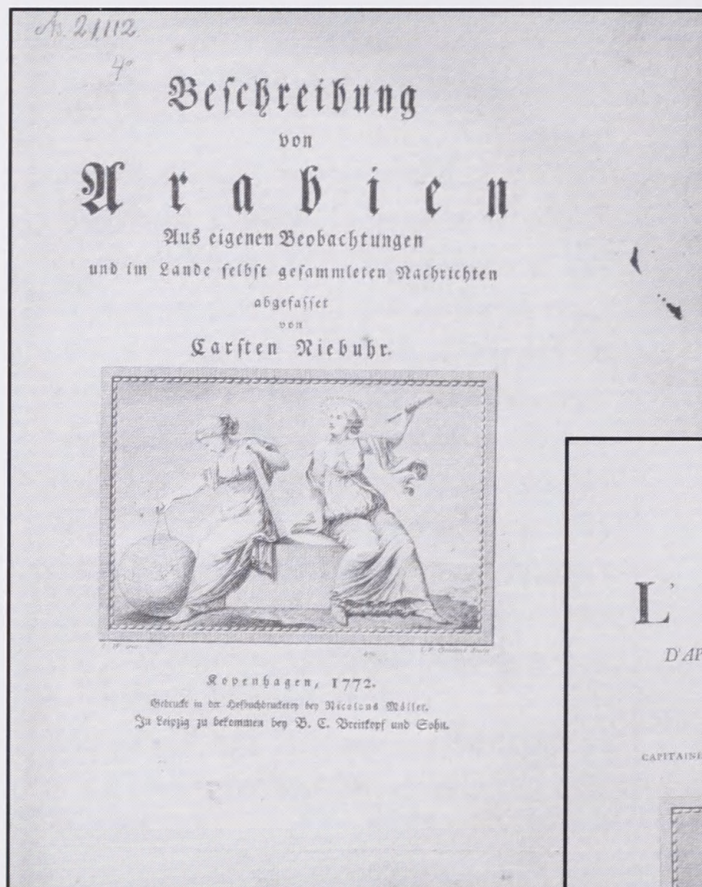 21112
4°
Beſchreibung
von
Arabien
Aus eigenen Beobachtungen
und im Lande ſelbſt geſammleten Nachrichten
abgefaſſet
von
Carſten Niebuhr.
Kopenhagen, 1772.
Gedruckt in der Hofbuchdruckerey bey Nicolaus Möller.
Zu Leipzig zu bekommen bey B. C. Breitkopf und Sohn.
L'
D'AP
CAPITAINE